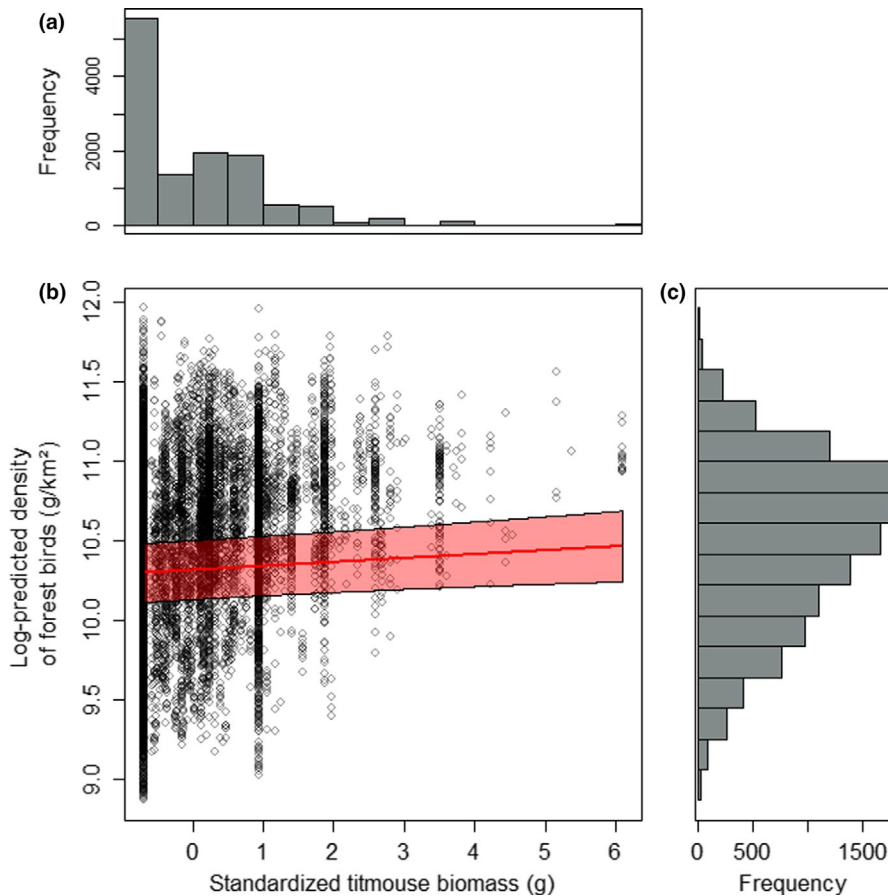 (a)
Frequency
0
2000
4000
(b)
Log-predicted density
of forest birds (g/km²)
9.0
9.5
10.0
10.5
11.0
11.5
12.0
0 1 2 3 4 5 6
Standardized titmouse biomass (g)
(c)
0 500 1500
Frequency